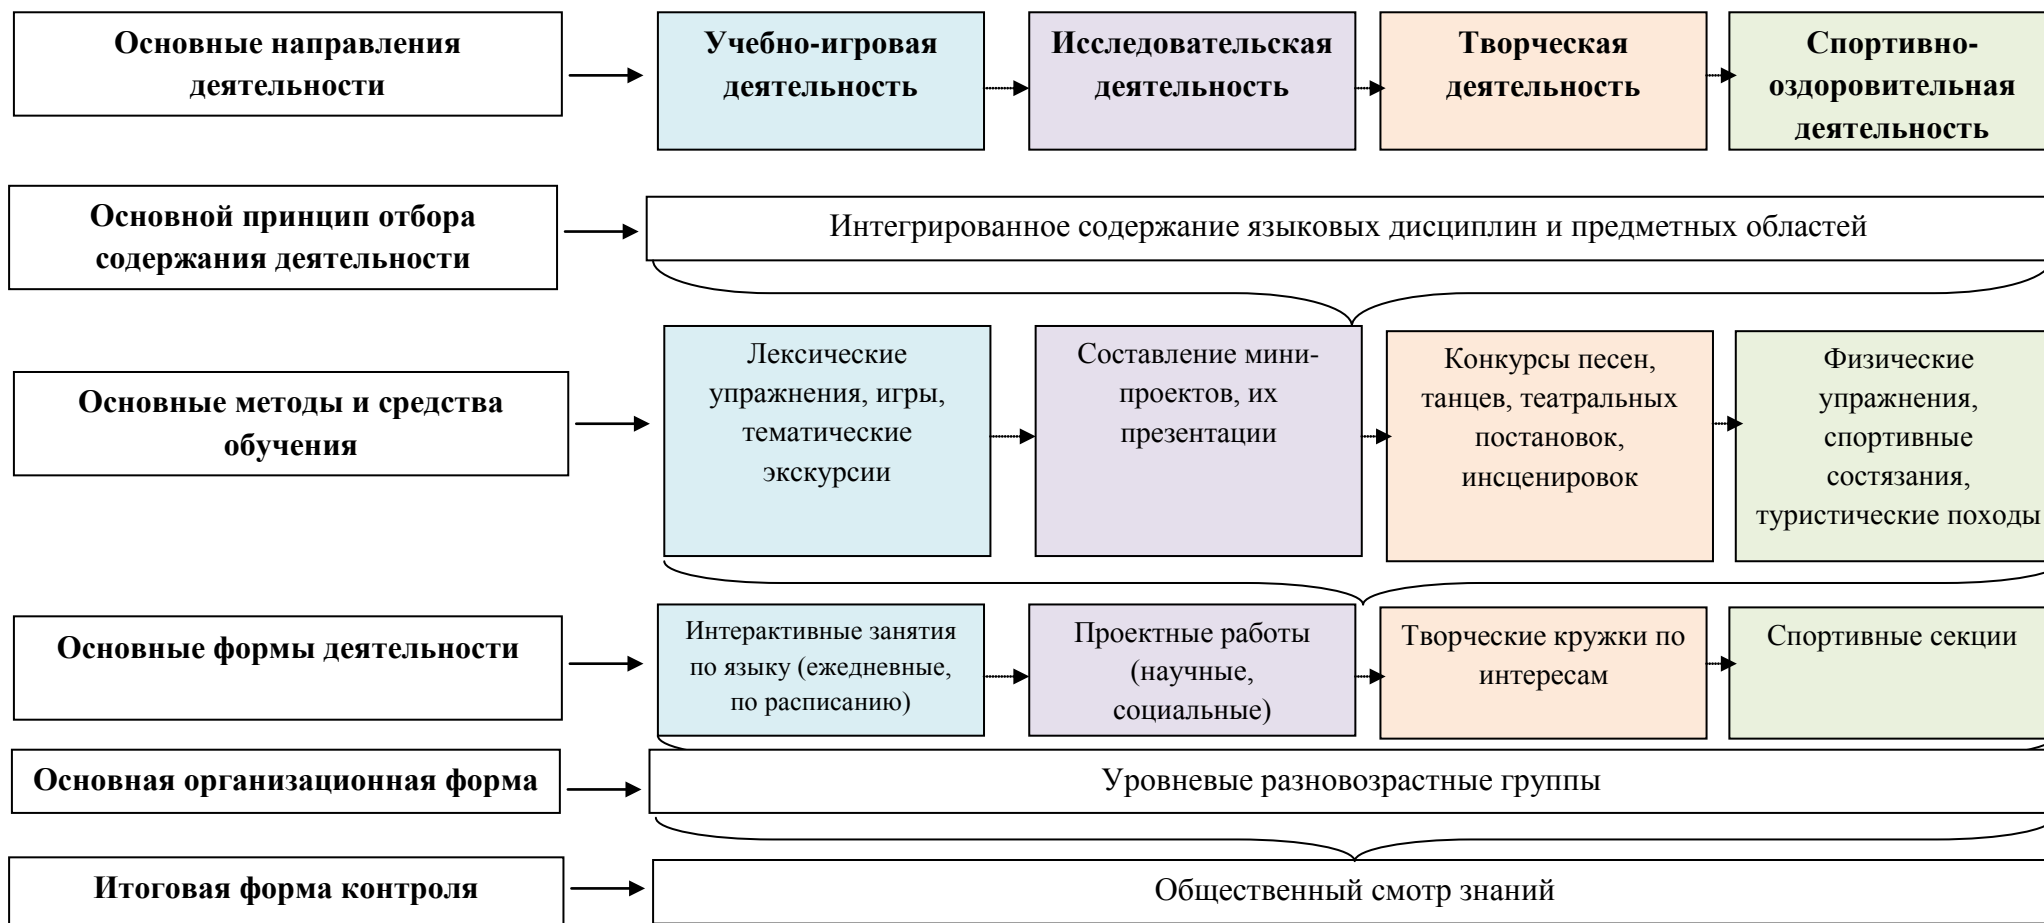 Основные направления
деятельности
Учебно-игровая
деятельность
Исследовательская
деятельность
Творческая
деятельность
Спортивно-
оздоровительная
деятельность
Основной принцип отбора
содержания деятельности
Интегрированное содержание языковых дисциплин и предметных областей
Основные методы и средства
обучения
Лексические
упражнения, игры,
тематические
экскурсии
Составление мини-
проектов, их
презентации
Конкурсы песен,
танцев, театральных
постановок,
инсценировок
Физические
упражнения,
спортивные
состязания,
туристические походы
Основные формы деятельности
Интерактивные занятия
по языку (ежедневные,
по расписанию)
Проектные работы
(научные,
социальные)
Творческие кружки по
интересам
Спортивные секции
Основная организационная форма
Уровневые разновозрастные группы
Итоговая форма контроля
Общественный смотр знаний